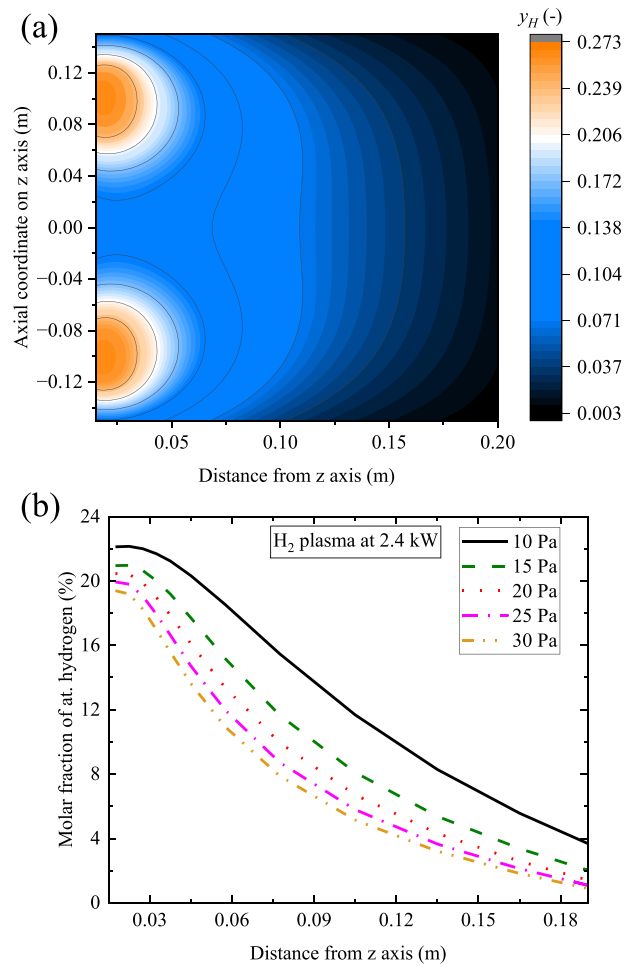 (a)
y_H (-)
0.12
0.08
0.04
0.00
−0.04
−0.08
−0.12
Axial coordinate on z axis (m)
0.05
0.10
0.15
0.20
Distance from z axis (m)
0.273
0.240
0.206
0.172
0.138
0.104
0.071
0.037
0.003
(b)
24
20
16
12
8
4
0
Molar fraction of at. hydrogen (%)
H₂ plasma at 2.4 kW
10 Pa
15 Pa
20 Pa
25 Pa
30 Pa
0.03
0.06
0.09
0.12
0.15
0.18
Distance from z axis (m)